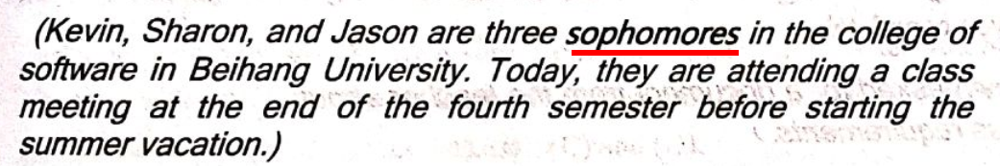 (Kevin, Sharon, and Jason are three sophomores in the college of
software in Beihang University. Today, they are attending a class
meeting at the end of the fourth semester before starting the
summer vacation.)